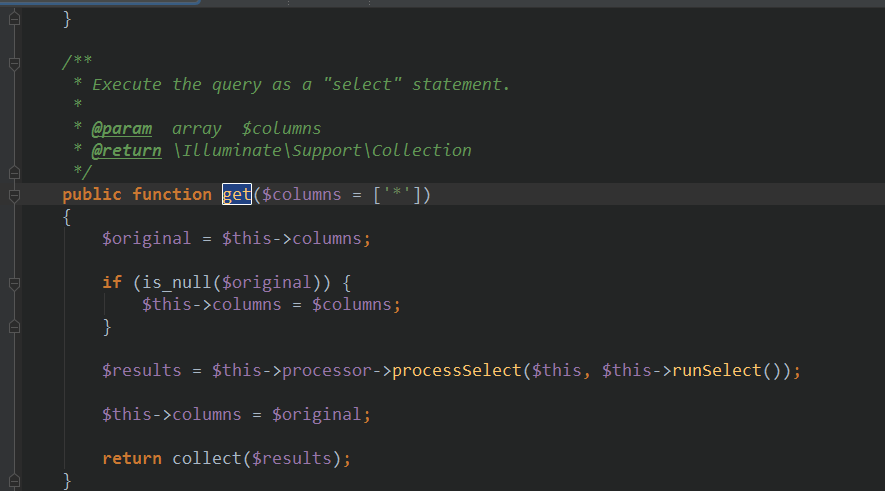 }
/**
 * Execute the query as a "select" statement.
 *
 * @param  array  $columns
 * @return \Illuminate\Support\Collection
 */
public function get($columns = ['*'])
{
    $original = $this->columns;
    if (is_null($original)) {
        $this->columns = $columns;
    }
    $results = $this->processor->processSelect($this, $this->runSelect());
    $this->columns = $original;
    return collect($results);
}